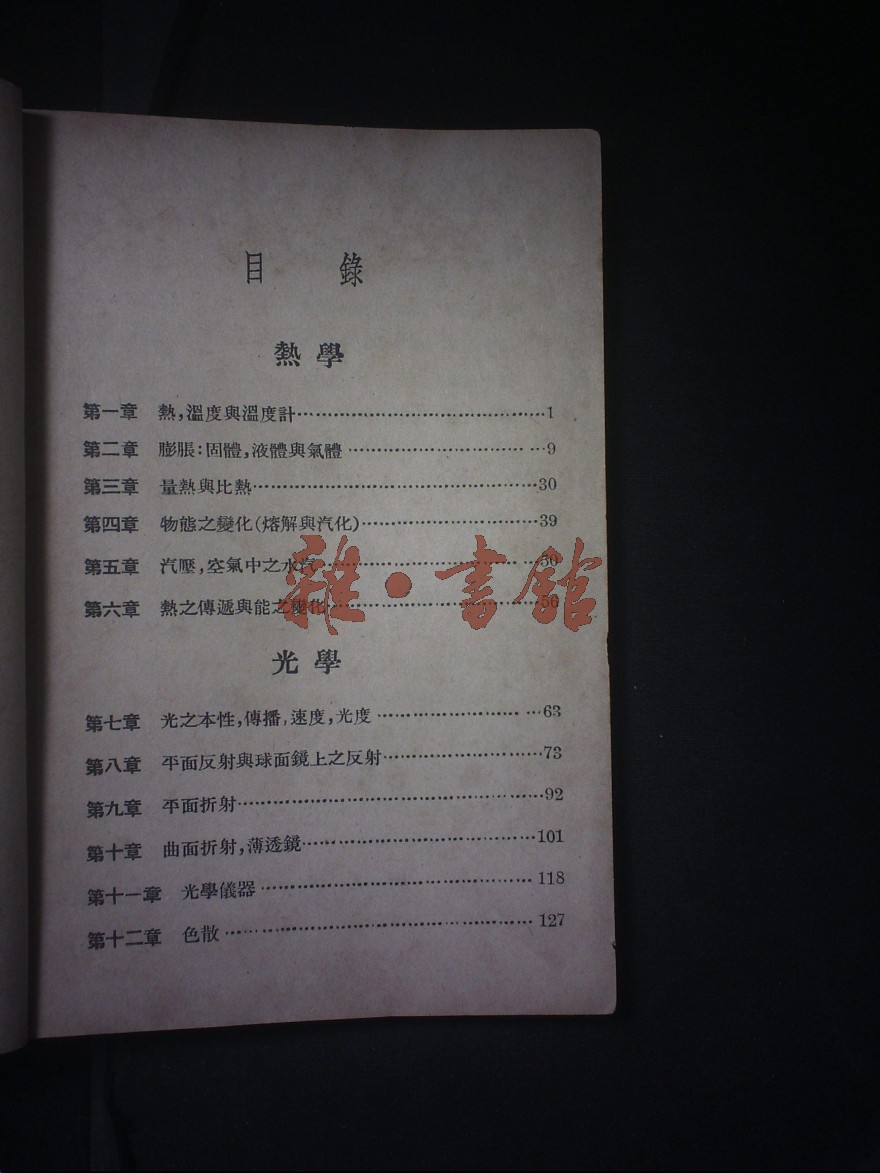 目 錄
熱學
第一章 熱,溫度與溫度計…………………………………1
第二章 膨脹:固體,液體與氣體…………………………9
第三章 量熱與比熱………………………………………30
第四章 物態之變化(熔解與汽化)………………………39
第五章 汽壓,空氣中之水汽……………………………50
第六章 熱之傳遞與能之變化……………………………56
雜·書館
光學
第七章 光之本性,傳播,速度,光度……………………63
第八章 平面反射與球面鏡上之反射……………………73
第九章 平面折射…………………………………………92
第十章 曲面折射,薄透鏡………………………………101
第十一章 光學儀器………………………………………118
第十二章 色散……………………………………………127